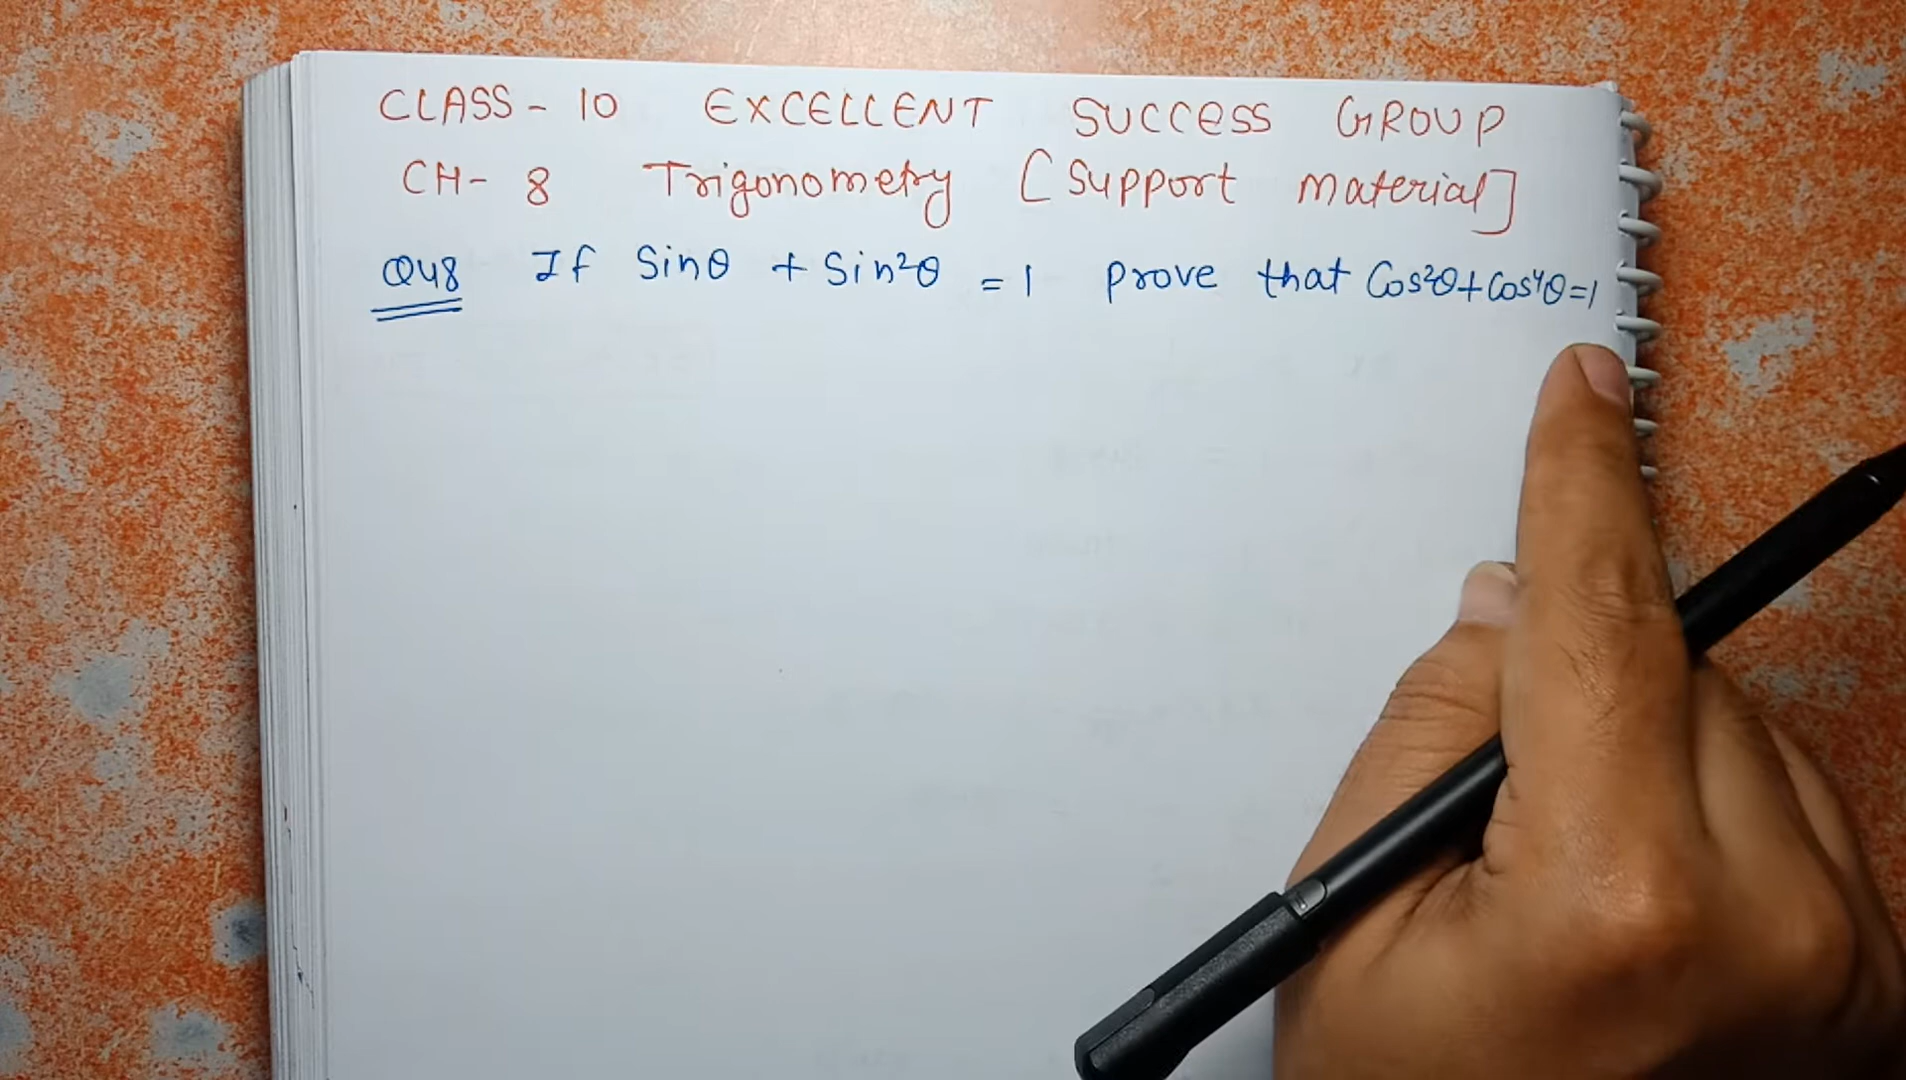 CLASS - 10 EXCELLENT SUCCESS GROUP
CH- 8 Trigonometry [Support material]
Q48 If Sinθ + Sin²θ = 1 Prove that Cos²θ+Cos⁴θ=1